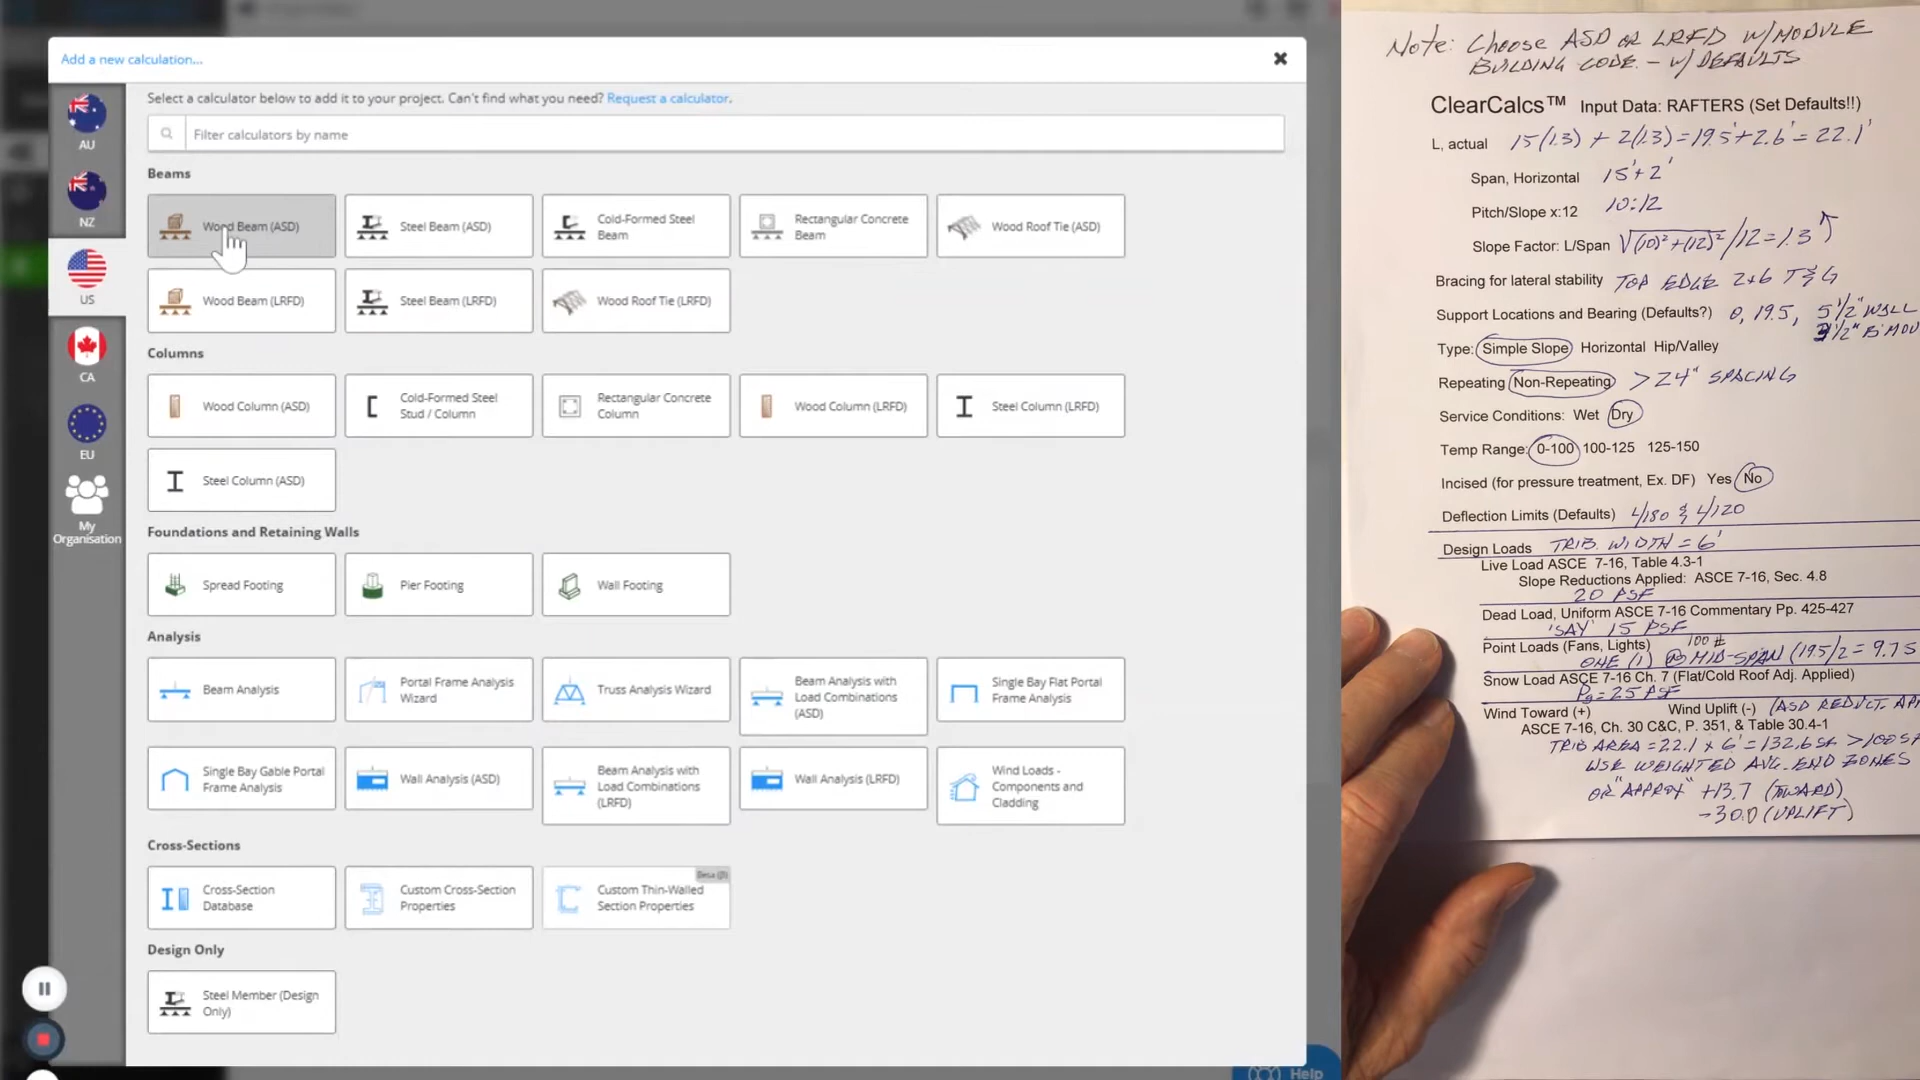 Add a new calculation...
Select a calculator below to add it to your project. Can't find what you need? Request a calculator.
Filter calculators by name
AU
NZ
US
CA
EU
My
Organisation
Beams
Wood Beam (ASD)
Steel Beam (ASD)
Cold-Formed Steel
Beam
Rectangular Concrete
Beam
Wood Roof Tie (ASD)
Wood Beam (LRFD)
Steel Beam (LRFD)
Wood Roof Tie (LRFD)
Columns
Wood Column (ASD)
Cold-Formed Steel
Stud / Column
Rectangular Concrete
Column
Wood Column (LRFD)
Steel Column (LRFD)
Steel Column (ASD)
Foundations and Retaining Walls
Spread Footing
Pier Footing
Wall Footing
Analysis
Beam Analysis
Portal Frame Analysis
Wizard
Truss Analysis Wizard
Beam Analysis with
Load Combinations
(ASD)
Single Bay Flat Portal
Frame Analysis
Single Bay Gable Portal
Frame Analysis
Wall Analysis (ASD)
Beam Analysis with
Load Combinations
(LRFD)
Wall Analysis (LRFD)
Wind Loads -
Components and
Cladding
Cross-Sections
Cross-Section
Database
Custom Cross-Section
Properties
Beta (β)
Custom Thin-Walled
Section Properties
Design Only
Steel Member (Design
Only)
Help
Note: Choose ASD or LRFD w/MODULE
BUILDING CODE - w/DEFAULTS
ClearCalcs™ Input Data: RAFTERS (Set Defaults!!)
L, actual 15(1.3) + 2(1.3) = 19.5' + 2.6' = 22.1'
Span, Horizontal 15' + 2'
Pitch/Slope x:12 10:12
Slope Factor: L/Span √(10)²+(12)²/12 = 1.3
Bracing for lateral stability TOP EDGE 2x6 T&G
Support Locations and Bearing (Defaults?) 0, 19.5, 5 1/2" WALL
3 1/2" B'MOU
Type: Simple Slope Horizontal Hip/Valley
Repeating Non-Repeating > 24" SPACING
Service Conditions: Wet Dry
Temp Range: 0-100 100-125 125-150
Incised (for pressure treatment, Ex. DF) Yes No
Deflection Limits (Defaults) L/180 & L/120
Design Loads TRIB. WIDTH = 6'
Live Load ASCE 7-16, Table 4.3-1
Slope Reductions Applied: ASCE 7-16, Sec. 4.8
20 PSF
Dead Load, Uniform ASCE 7-16 Commentary Pp. 425-427
'SAY' 15 PSF
Point Loads (Fans, Lights) 100 #
ONE (1) @ MID-SPAN (19.5/2 = 9.75
Snow Load ASCE 7-16 Ch. 7 (Flat/Cold Roof Adj. Applied)
Pg = 25 PSF
Wind Toward (+) Wind Uplift (-) (ASD REDUCT. AP
ASCE 7-16, Ch. 30 C&C, P. 351, & Table 30.4-1
TRIB AREA = 22.1 x 6' = 132.6 SF > 100 SF
USE WEIGHTED AVG. END ZONES
OR "APPROX" +13.7 (TOWARD)
-30.0 (UPLIFT)